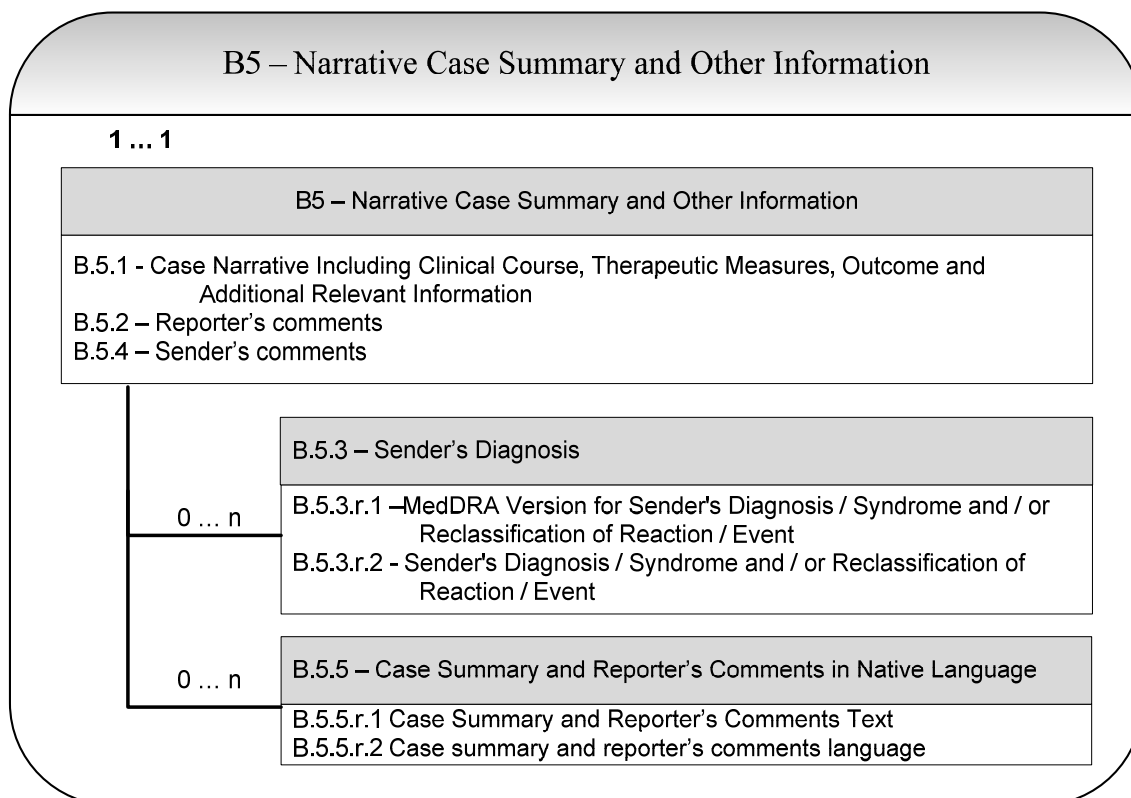 B5 – Narrative Case Summary and Other Information
1 ... 1
B5 – Narrative Case Summary and Other Information
B.5.1 - Case Narrative Including Clinical Course, Therapeutic Measures, Outcome and
Additional Relevant Information
B.5.2 – Reporter's comments
B.5.4 – Sender's comments
B.5.3 – Sender's Diagnosis
0 ... n
B.5.3.r.1 –MedDRA Version for Sender's Diagnosis / Syndrome and / or
Reclassification of Reaction / Event
B.5.3.r.2 - Sender's Diagnosis / Syndrome and / or Reclassification of
Reaction / Event
B.5.5 – Case Summary and Reporter's Comments in Native Language
0 ... n
B.5.5.r.1 Case Summary and Reporter's Comments Text
B.5.5.r.2 Case summary and reporter's comments language